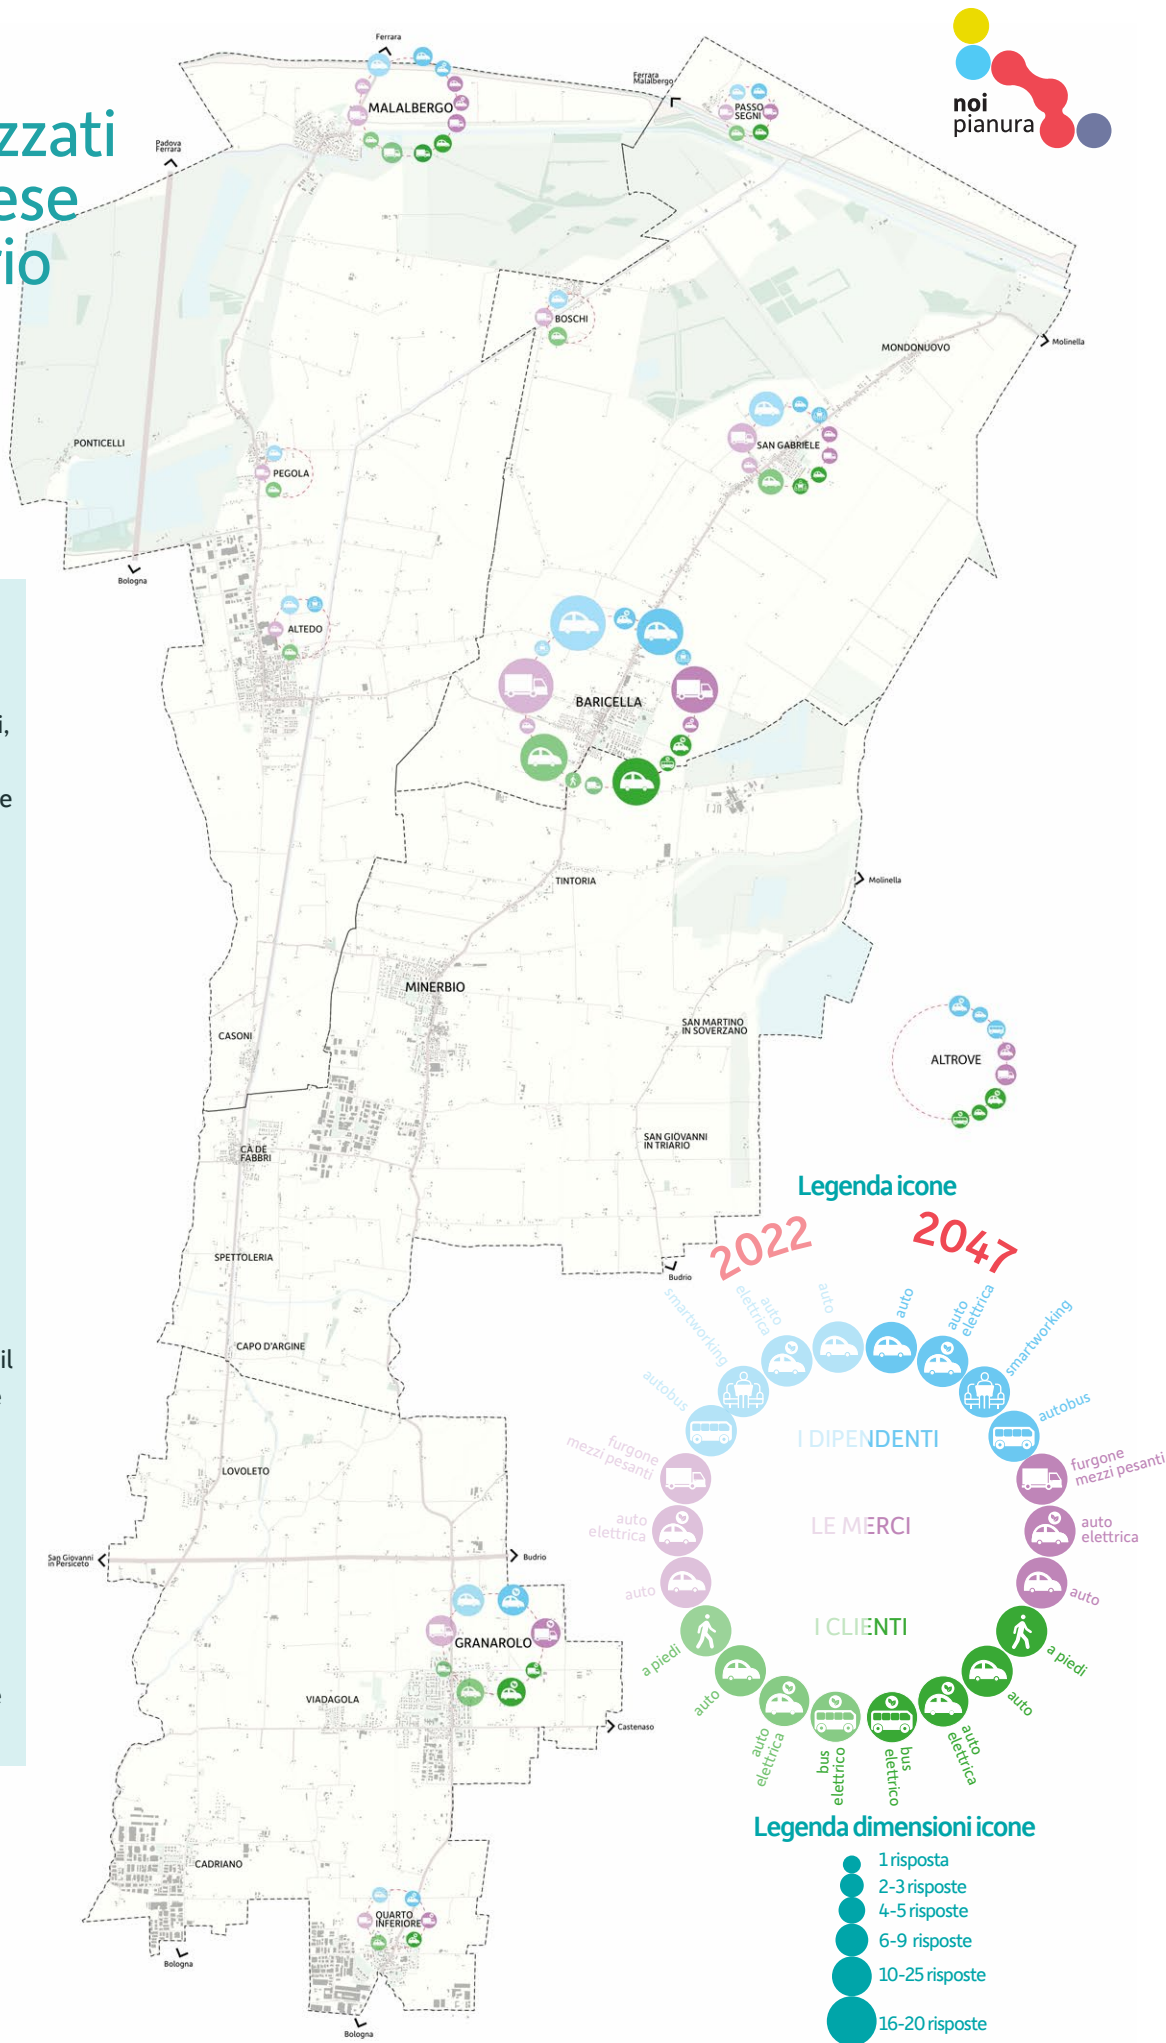 noi
pianura
zzati
ese
rio
i,
e
il
e
e
Ferrara
MALALBERGO
Ferrara
Malalbergo
PASSO
SEGNI
Padova
Ferrara
BOSCHI
MONDONUOVO
Molinella
PONTICELLI
SAN GABRIELE
PEGOLA
Bologna
ALTEDO
BARICELLA
TINTORIA
Molinella
MINERBIO
CASONI
SAN MARTINO
IN SOVERZANO
ALTROVE
CÀ DE
FABBRI
SAN GIOVANNI
IN TRIARIO
SPETTOLERIA
Budrio
CAPO D'ARGINE
LOVOLETO
San Giovanni
in Persiceto
Budrio
GRANAROLO
VIADAGOLA
Castenaso
CADRIANO
QUARTO
INFERIORE
Bologna
Bologna
Legenda icone
2022
2047
smartworking
auto
elettrica
auto
auto
auto
elettrica
smartworking
autobus
autobus
I DIPENDENTI
furgone
mezzi pesanti
furgone
mezzi pesanti
auto
elettrica
LE MERCI
auto
elettrica
auto
auto
I CLIENTI
a piedi
a piedi
auto
auto
auto
elettrica
bus
elettrico
bus
elettrico
auto
elettrica
Legenda dimensioni icone
1 risposta
2-3 risposte
4-5 risposte
6-9 risposte
10-25 risposte
16-20 risposte